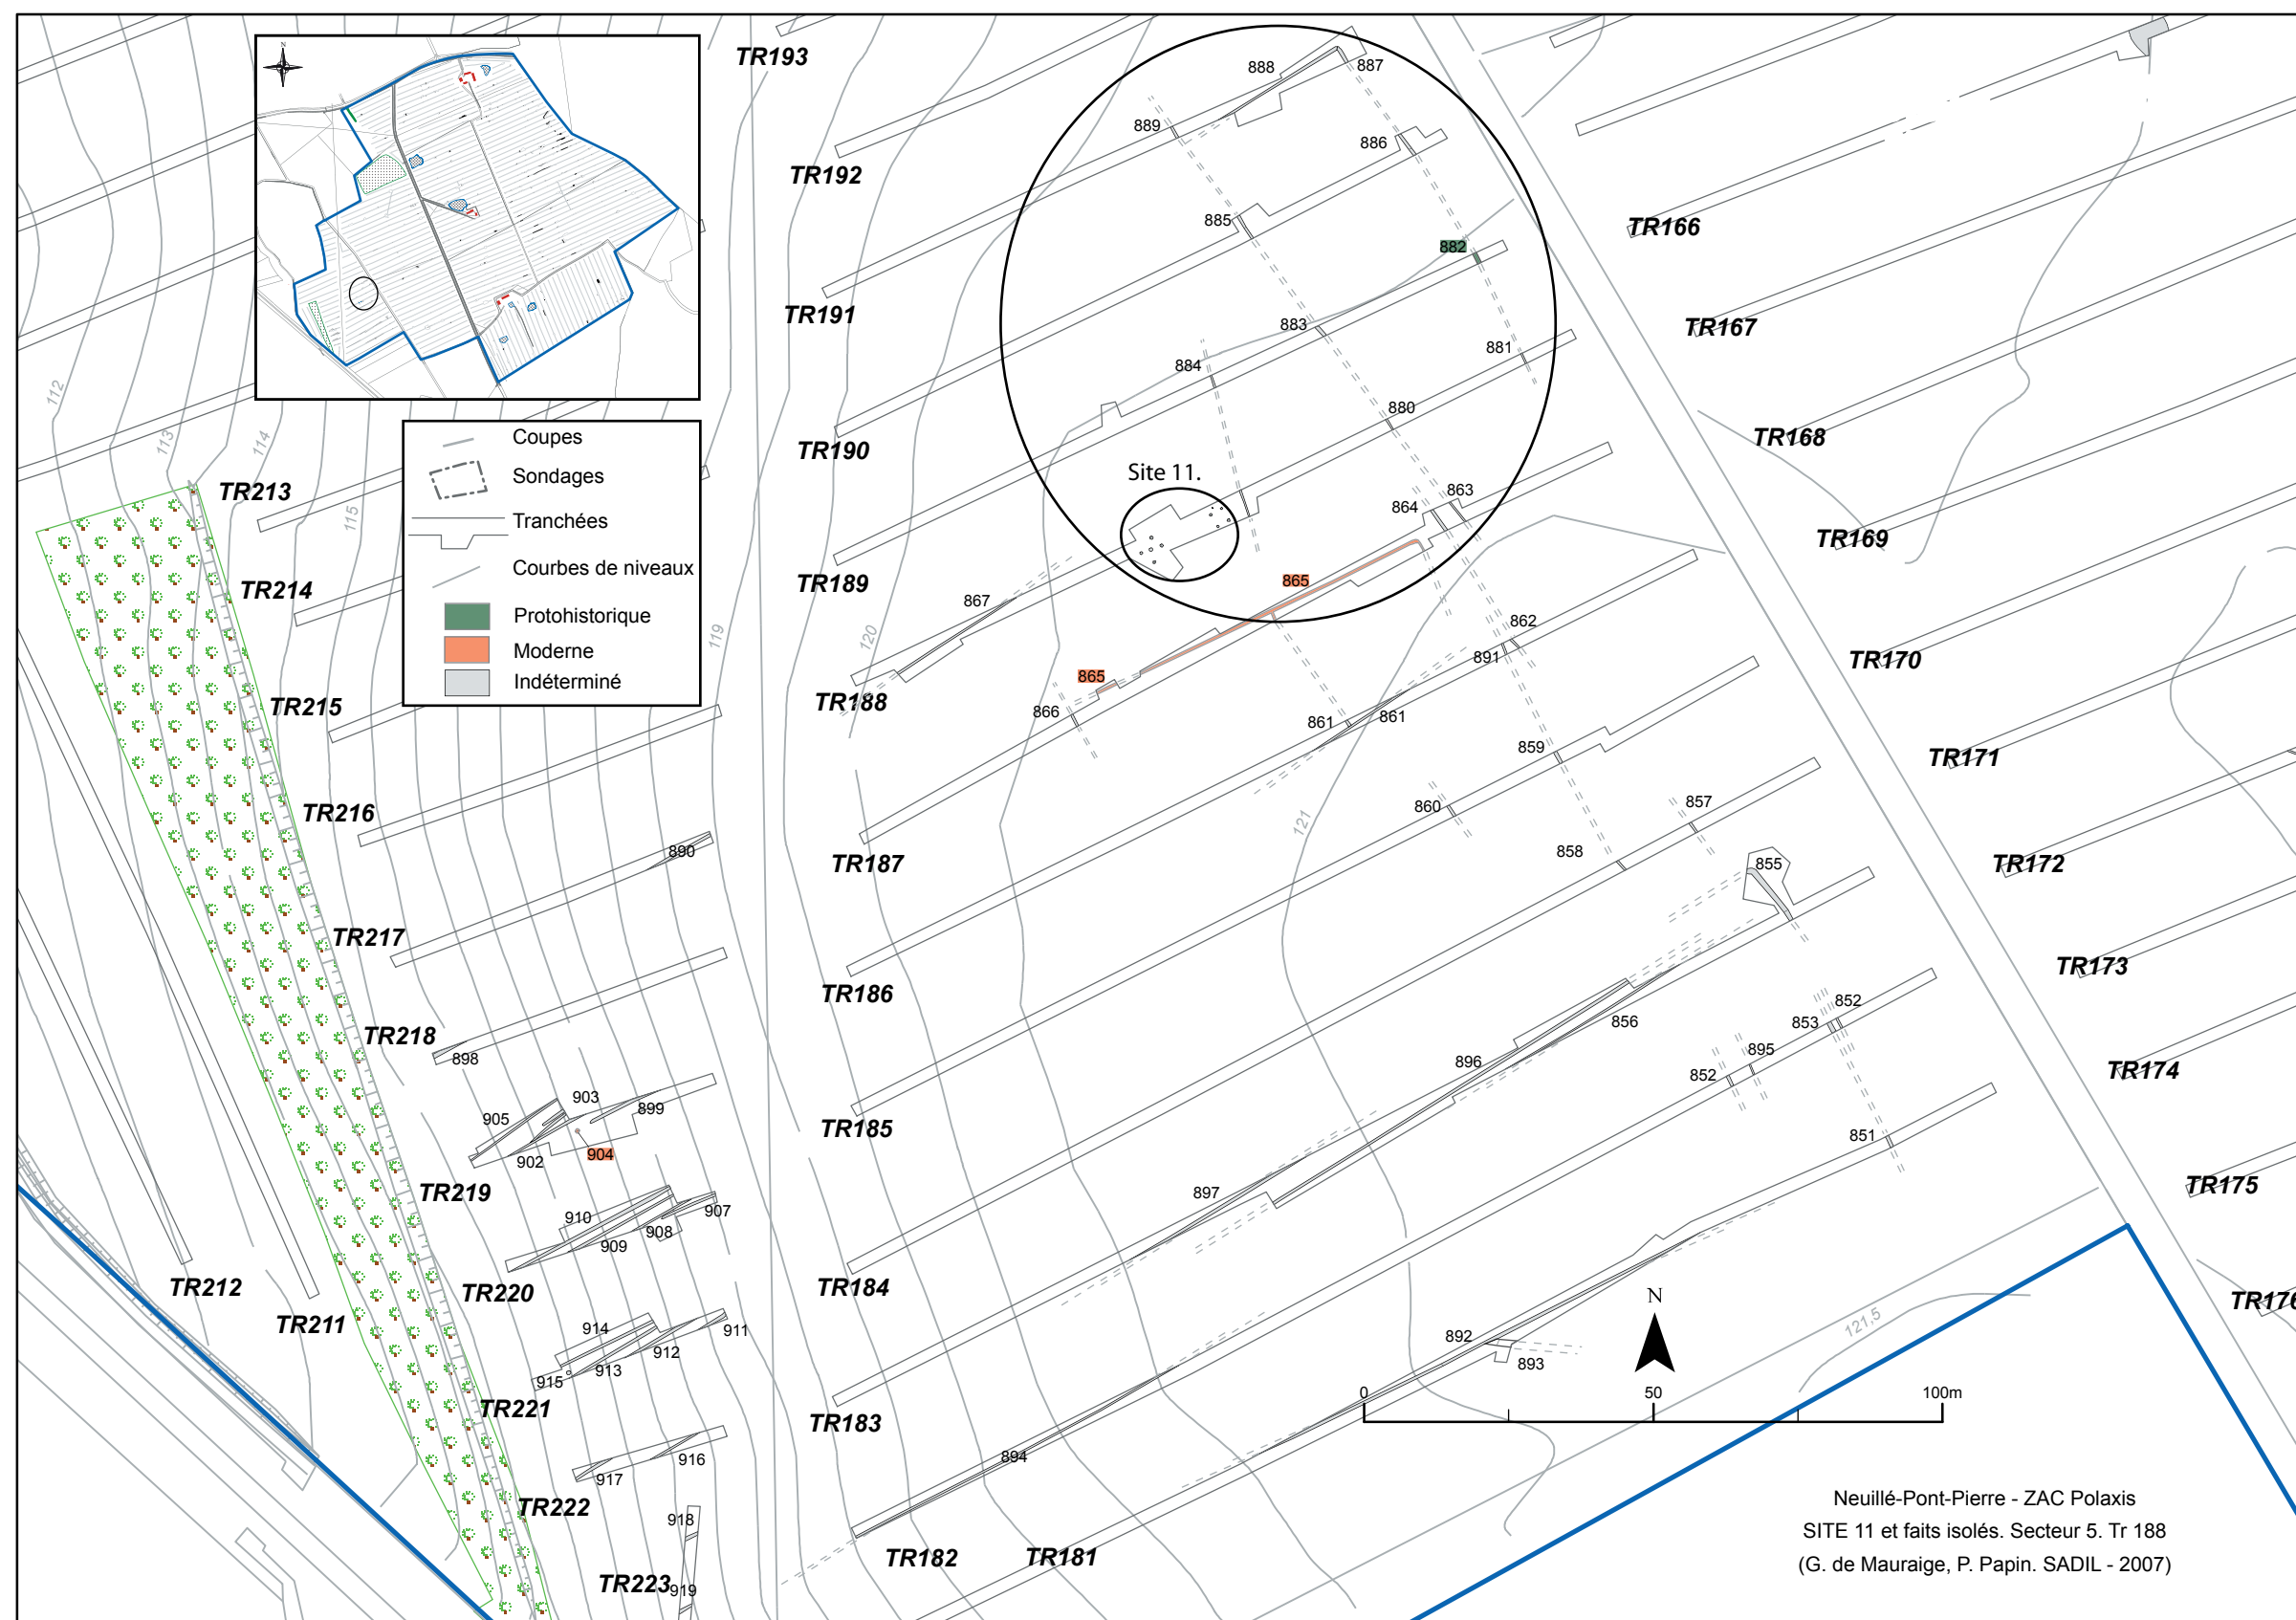 N
TR193
TR192
TR191
TR190
TR189
TR188
TR187
TR186
TR185
TR184
TR183
TR182
TR181
TR166
TR167
TR168
TR169
TR170
TR171
TR172
TR173
TR174
TR175
TR176
TR213
TR214
TR215
TR216
TR217
TR218
TR219
TR220
TR221
TR222
TR223
TR212
TR211
Coupes
Sondages
Tranchées
Courbes de niveaux
Protohistorique
Moderne
Indéterminé
112
113
114
115
119
120
121
121,5
888
887
889
886
885
882
883
884
881
880
Site 11.
863
864
865
867
865
866
862
891
861
861
859
860
857
858
855
856
896
852
853
895
852
851
897
892
893
894
890
898
903
905
899
902
904
910
907
908
909
914
911
912
913
915
916
917
918
919
N
0
50
100m
Neuillé-Pont-Pierre - ZAC Polaxis
SITE 11 et faits isolés. Secteur 5. Tr 188
(G. de Mauraige, P. Papin. SADIL - 2007)